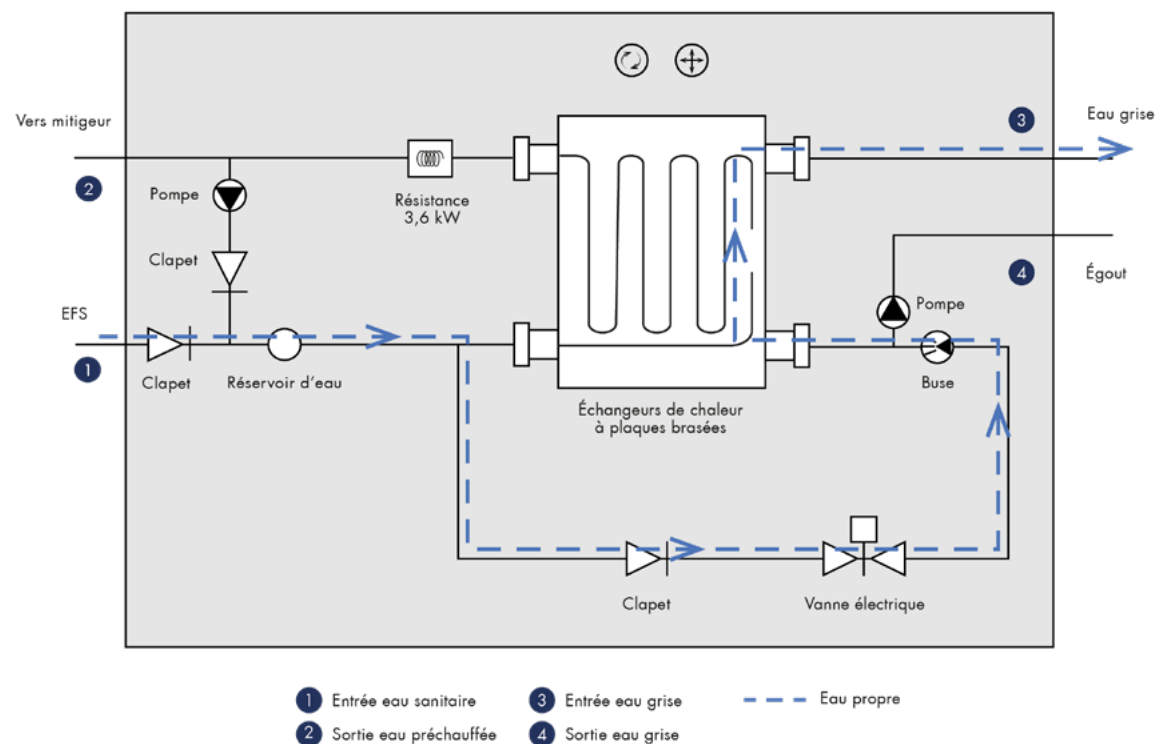 3
Eau grise
Vers mitigeur
2
Pompe
Résistance
3,6 kW
Clapet
4
Égout
EFS
Pompe
1
Clapet
Réservoir d’eau
Buse
Échangeurs de chaleur
à plaques brasées
Clapet
Vanne électrique
1 Entrée eau sanitaire
3 Entrée eau grise
Eau propre
2 Sortie eau préchauffée
4 Sortie eau grise